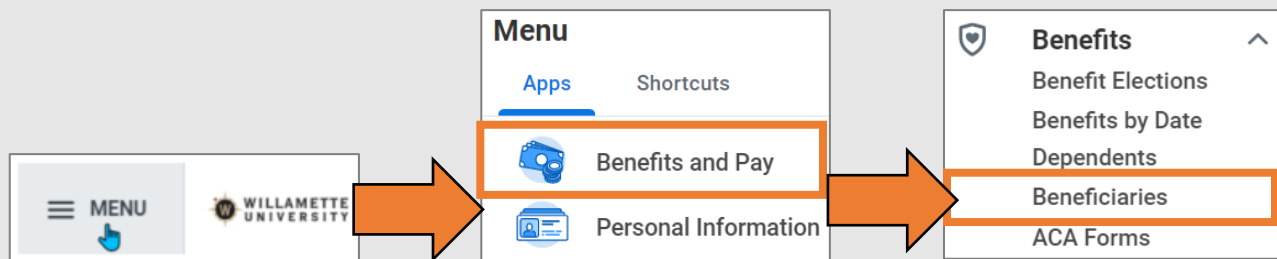 MENU
WILLAMETTE
UNIVERSITY
Menu
Apps Shortcuts
Benefits and Pay
Personal Information
Benefits
Benefit Elections
Benefits by Date
Dependents
Beneficiaries
ACA Forms